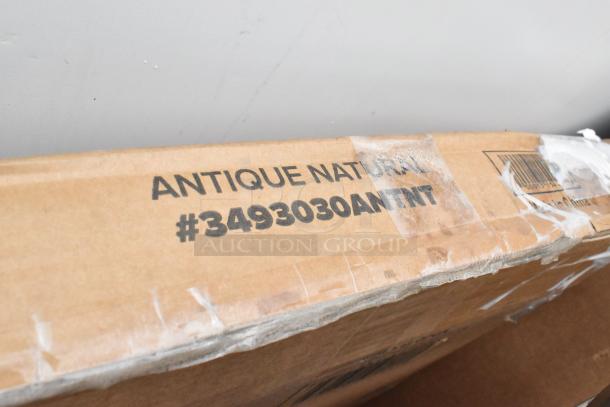 ANTIQUE NATURAL
#3493030ANTNT
AUCTION GROUP